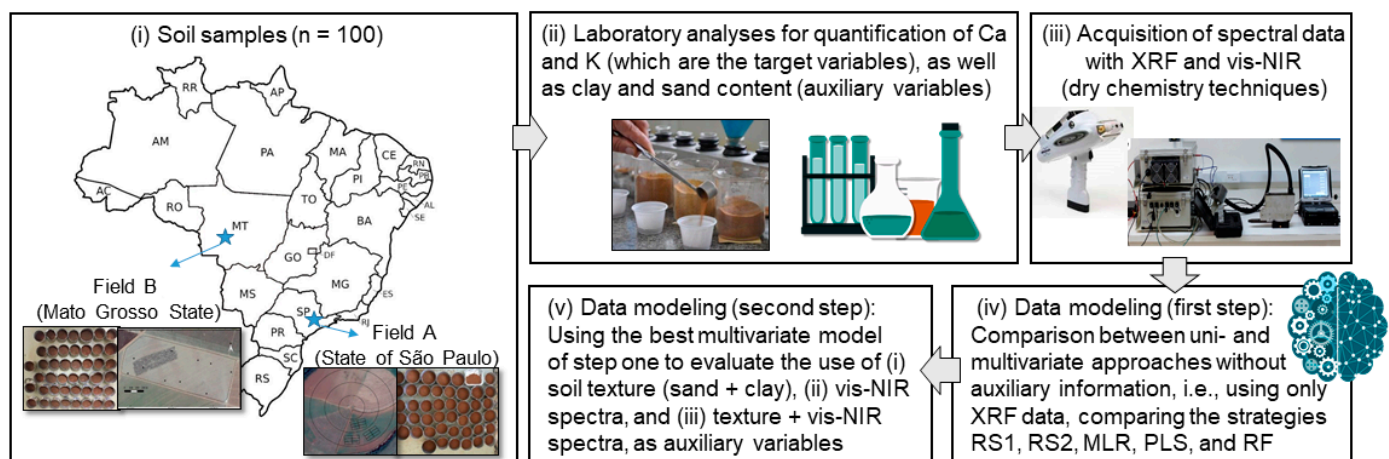 (i) Soil samples (n = 100)
RR
AP
AM
PA
MA
CE
RN
PB
PE
AL
SE
PI
AC
RO
TO
BA
MT
GO
DF
MG
ES
MS
SP
RJ
PR
SC
RS
Field B
(Mato Grosso State)
Field A
(State of São Paulo)
(ii) Laboratory analyses for quantification of Ca
and K (which are the target variables), as well
as clay and sand content (auxiliary variables)
(iii) Acquisition of spectral data
with XRF and vis-NIR
(dry chemistry techniques)
(iv) Data modeling (first step):
Comparison between uni- and
multivariate approaches without
auxiliary information, i.e., using only
XRF data, comparing the strategies
RS1, RS2, MLR, PLS, and RF
(v) Data modeling (second step):
Using the best multivariate model
of step one to evaluate the use of (i)
soil texture (sand + clay), (ii) vis-NIR
spectra, and (iii) texture + vis-NIR
spectra, as auxiliary variables